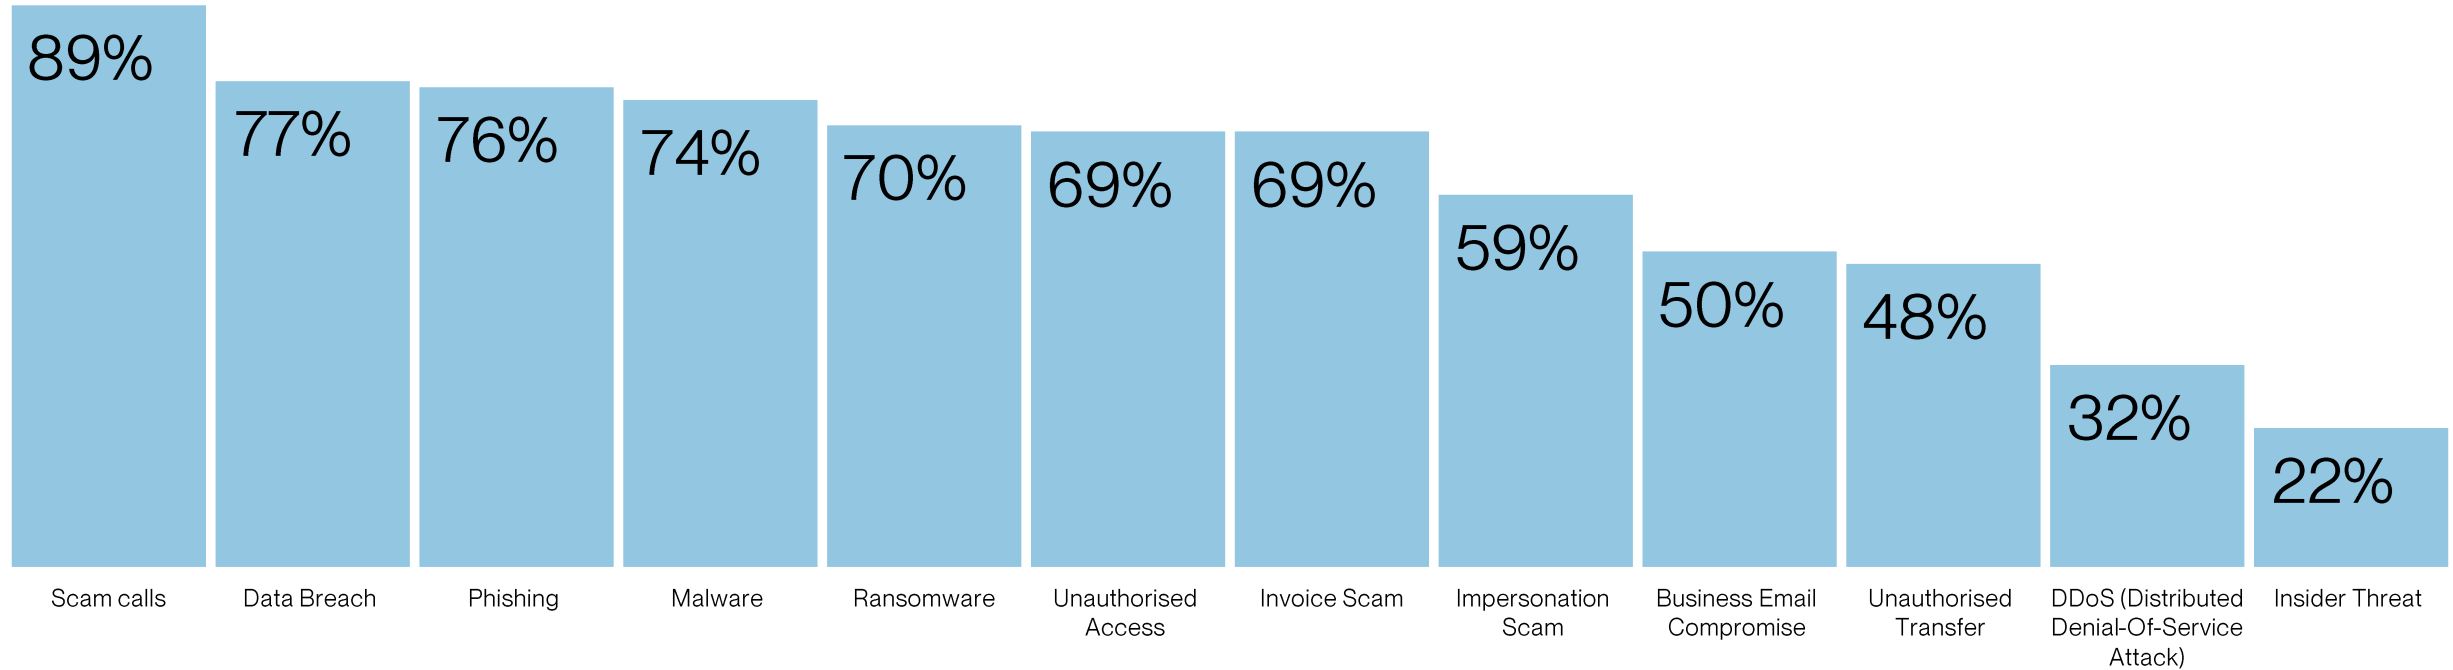 89%
77%
76%
74%
70%
69%
69%
59%
50%
48%
32%
22%
Scam calls
Data Breach
Phishing
Malware
Ransomware
Unauthorised
Access
Invoice Scam
Impersonation
Scam
Business Email
Compromise
Unauthorised
Transfer
DDoS (Distributed
Denial-Of-Service
Attack)
Insider Threat